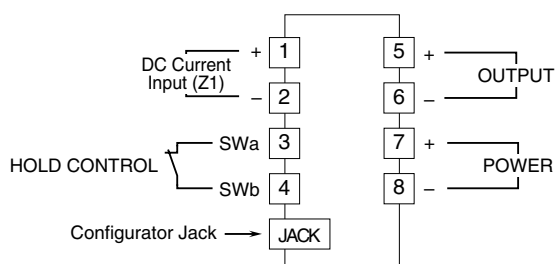 DC Current
Input (Z1)
+ 1
– 2
SWa 3
HOLD CONTROL
SWb 4
Configurator Jack JACK
5 +
OUTPUT
6 –
7 +
POWER
8 –